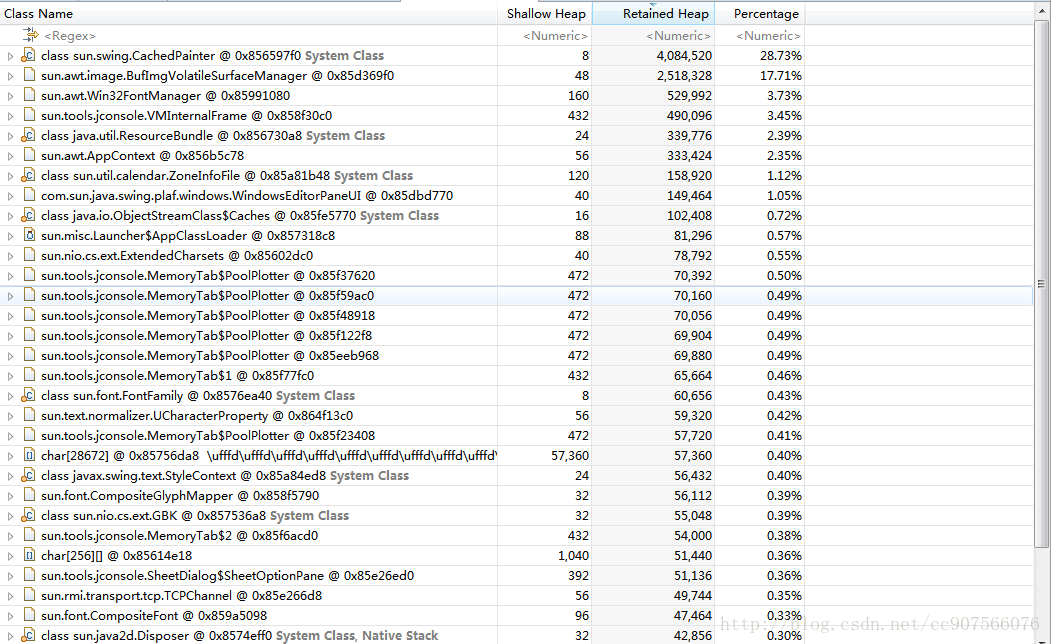 Class Name Shallow Heap Retained Heap Percentage
<Regex> <Numeric> <Numeric> <Numeric>
class sun.swing.CachedPainter @ 0x856597f0 System Class 8 4,084,520 28.73%
sun.awt.image.BufImgVolatileSurfaceManager @ 0x85d369f0 48 2,518,328 17.71%
sun.awt.Win32FontManager @ 0x85991080 160 529,992 3.73%
sun.tools.jconsole.VMInternalFrame @ 0x858f30c0 432 490,096 3.45%
class java.util.ResourceBundle @ 0x856730a8 System Class 24 339,776 2.39%
sun.awt.AppContext @ 0x856b5c78 56 333,424 2.35%
class sun.util.calendar.ZoneInfoFile @ 0x85a81b48 System Class 120 158,920 1.12%
com.sun.java.swing.plaf.windows.WindowsEditorPaneUI @ 0x85dbd770 40 149,464 1.05%
class java.io.ObjectStreamClass$Caches @ 0x85fe5770 System Class 16 102,408 0.72%
sun.misc.Launcher$AppClassLoader @ 0x857318c8 88 81,296 0.57%
sun.nio.cs.ext.ExtendedCharsets @ 0x85602dc0 40 78,792 0.55%
sun.tools.jconsole.MemoryTab$PoolPlotter @ 0x85f37620 472 70,392 0.50%
sun.tools.jconsole.MemoryTab$PoolPlotter @ 0x85f59ac0 472 70,160 0.49%
sun.tools.jconsole.MemoryTab$PoolPlotter @ 0x85f48918 472 70,056 0.49%
sun.tools.jconsole.MemoryTab$PoolPlotter @ 0x85f122f8 472 69,904 0.49%
sun.tools.jconsole.MemoryTab$PoolPlotter @ 0x85eeb968 472 69,880 0.49%
sun.tools.jconsole.MemoryTab$1 @ 0x85f77fc0 432 65,664 0.46%
class sun.font.FontFamily @ 0x8576ea40 System Class 8 60,656 0.43%
sun.text.normalizer.UCharacterProperty @ 0x864f13c0 56 59,320 0.42%
sun.tools.jconsole.MemoryTab$PoolPlotter @ 0x85f23408 472 57,720 0.41%
char[28672] @ 0x85756da8 \ufffd\ufffd\ufffd\ufffd\ufffd\ufffd\ufffd\ufffd\ufffd\ufffd 57,360 57,360 0.40%
class javax.swing.text.StyleContext @ 0x85a84ed8 System Class 24 56,432 0.40%
sun.font.CompositeGlyphMapper @ 0x858f5790 32 56,112 0.39%
class sun.nio.cs.ext.GBK @ 0x857536a8 System Class 32 55,048 0.39%
sun.tools.jconsole.MemoryTab$2 @ 0x85f6acd0 432 54,000 0.38%
char[256][] @ 0x85614e18 1,040 51,440 0.36%
sun.tools.jconsole.SheetDialog$SheetOptionPane @ 0x85e26ed0 392 51,136 0.36%
sun.rmi.transport.tcp.TCPChannel @ 0x85e266d8 56 49,744 0.35%
sun.font.CompositeFont @ 0x859a5098 96 47,464 0.33%
class sun.java2d.Disposer @ 0x8574eff0 System Class, Native Stack 32 42,856 0.30%
http://blog.csdn.net/cc907566076